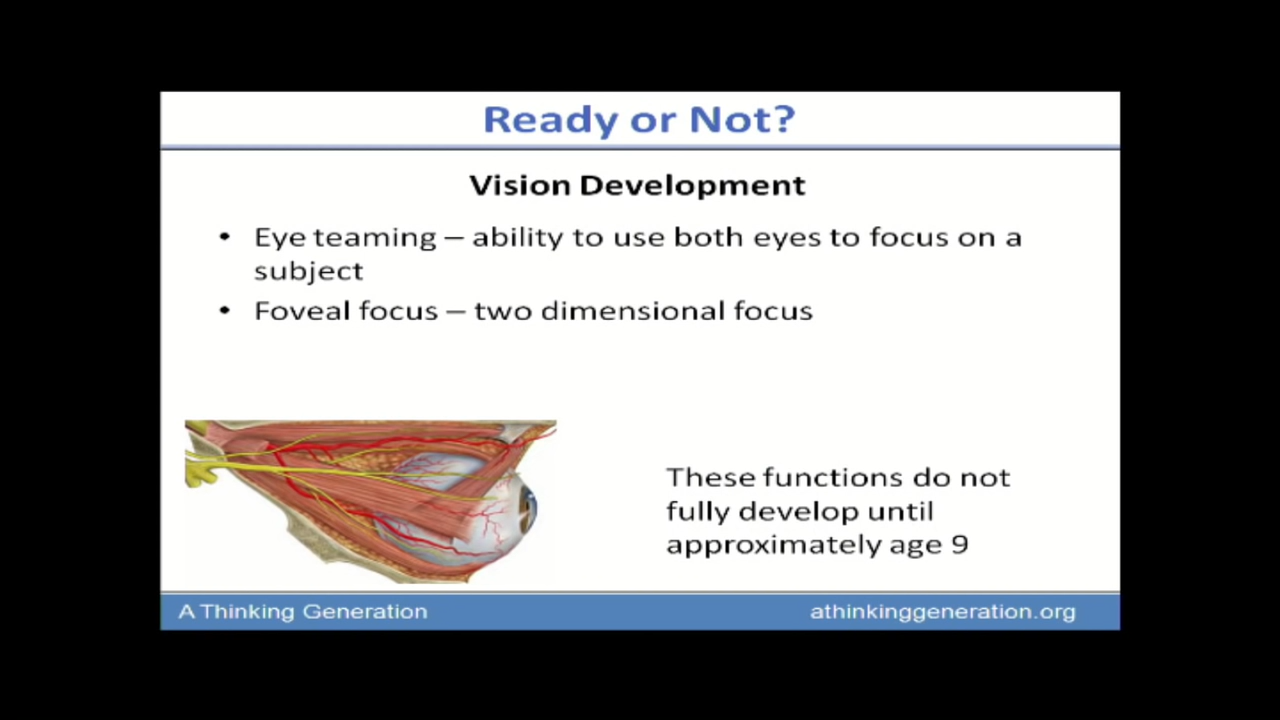 Ready or Not?
Vision Development
• Eye teaming – ability to use both eyes to focus on a
subject
• Foveal focus – two dimensional focus
These functions do not
fully develop until
approximately age 9
A Thinking Generation
athinkinggeneration.org